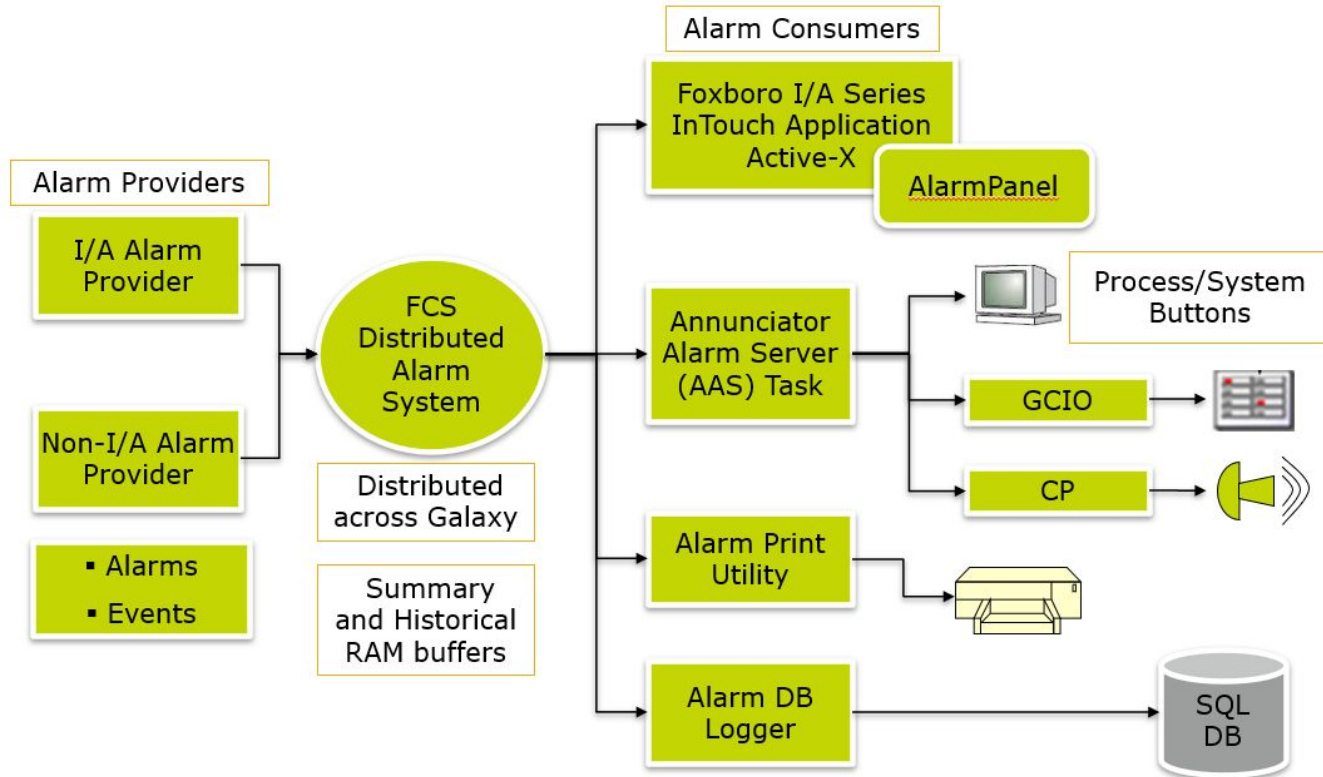 Alarm Consumers
Foxboro I/A Series
InTouch Application
Active-X
AlarmPanel
Alarm Providers
I/A Alarm
Provider
Non-I/A Alarm
Provider
▪ Alarms
▪ Events
FCS
Distributed
Alarm
System
Distributed
across Galaxy
Summary
and Historical
RAM buffers
Annunciator
Alarm Server
(AAS) Task
Process/System
Buttons
GCIO
CP
Alarm Print
Utility
Alarm DB
Logger
SQL
DB